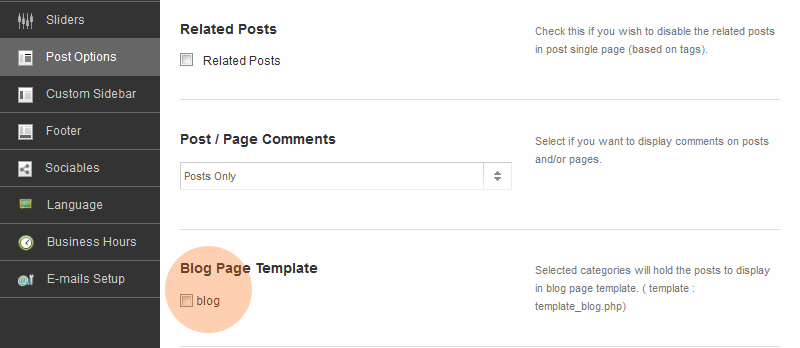 Sliders
Post Options
Custom Sidebar
Footer
Sociables
Language
Business Hours
E-mails Setup
Related Posts
Related Posts
Check this if you wish to disable the related posts
in post single page (based on tags).
Post / Page Comments
Posts Only
Select if you want to display comments on posts
and/or pages.
Blog Page Template
blog
Selected categories will hold the posts to display
in blog page template. ( template :
template_blog.php)